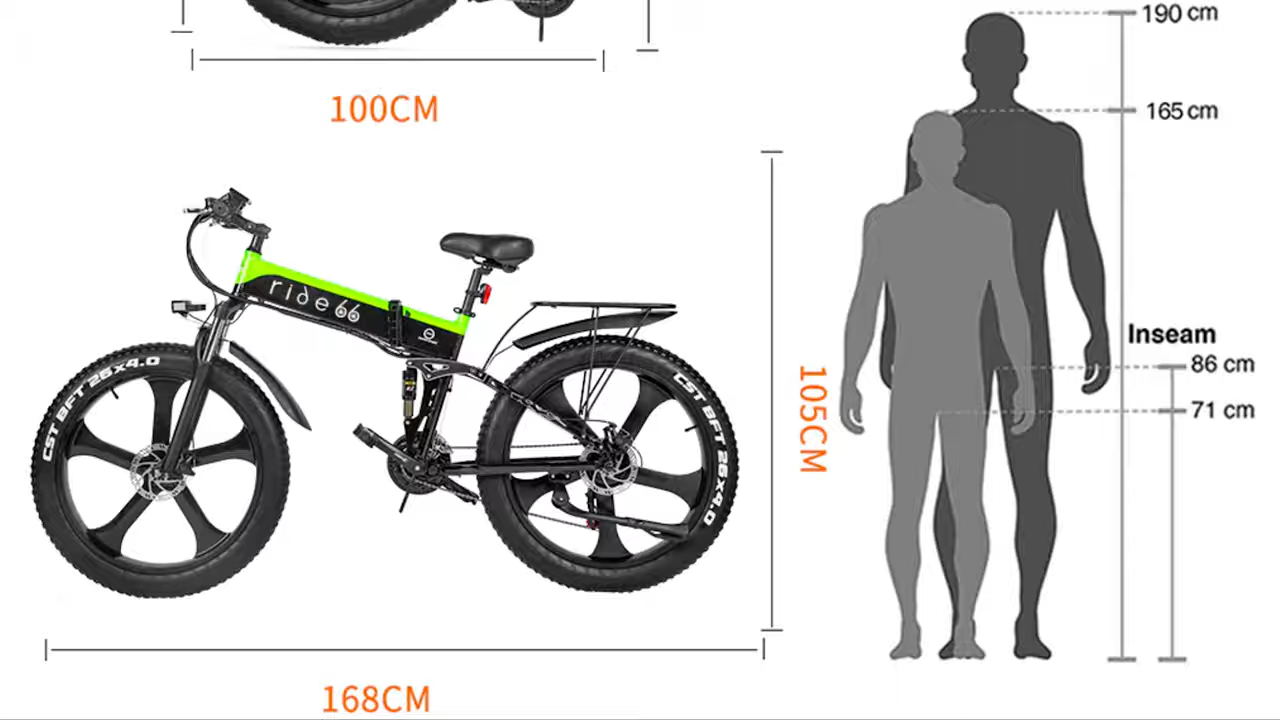 190 cm
100CM
165 cm
ride66
CST BFT 26x4.0
CST BFT 26x4.0
Inseam
86 cm
105CM
71 cm
168CM